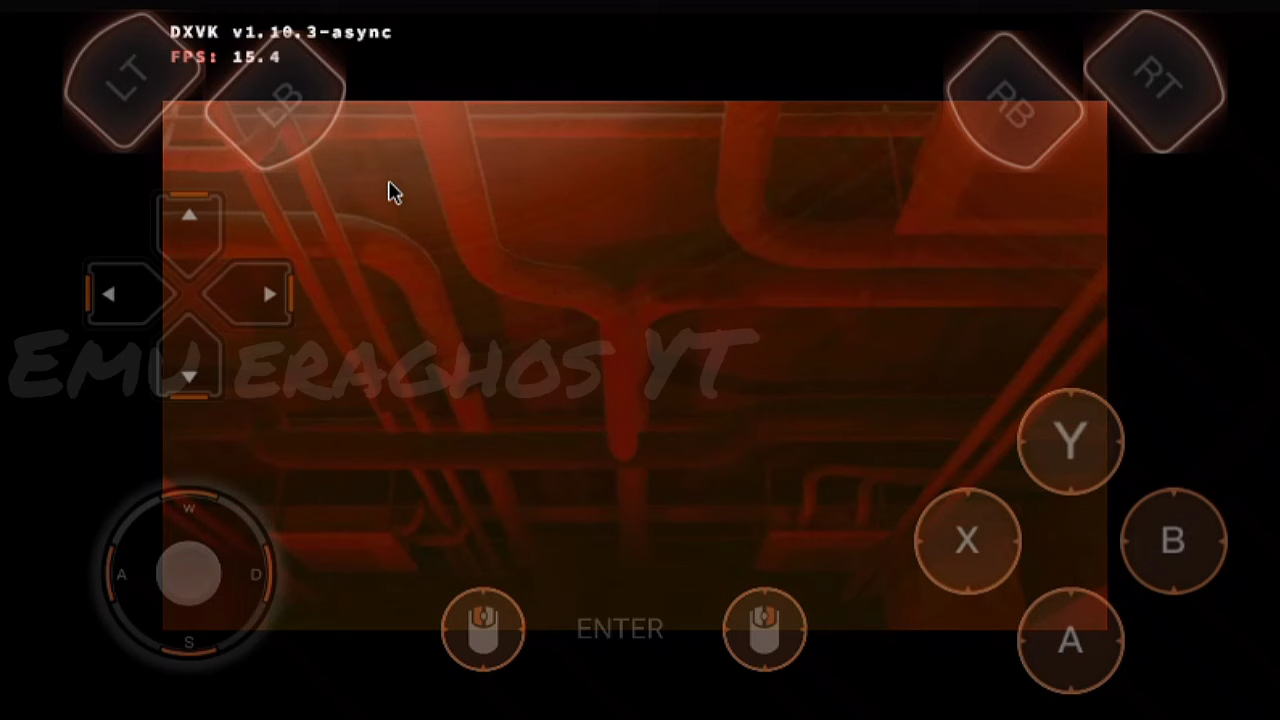 DXVK v1.10.3-async
FPS: 15.4
LT
LB
RB
RT
Emu eraghos YT
Y
X
B
A
W
A
D
S
ENTER